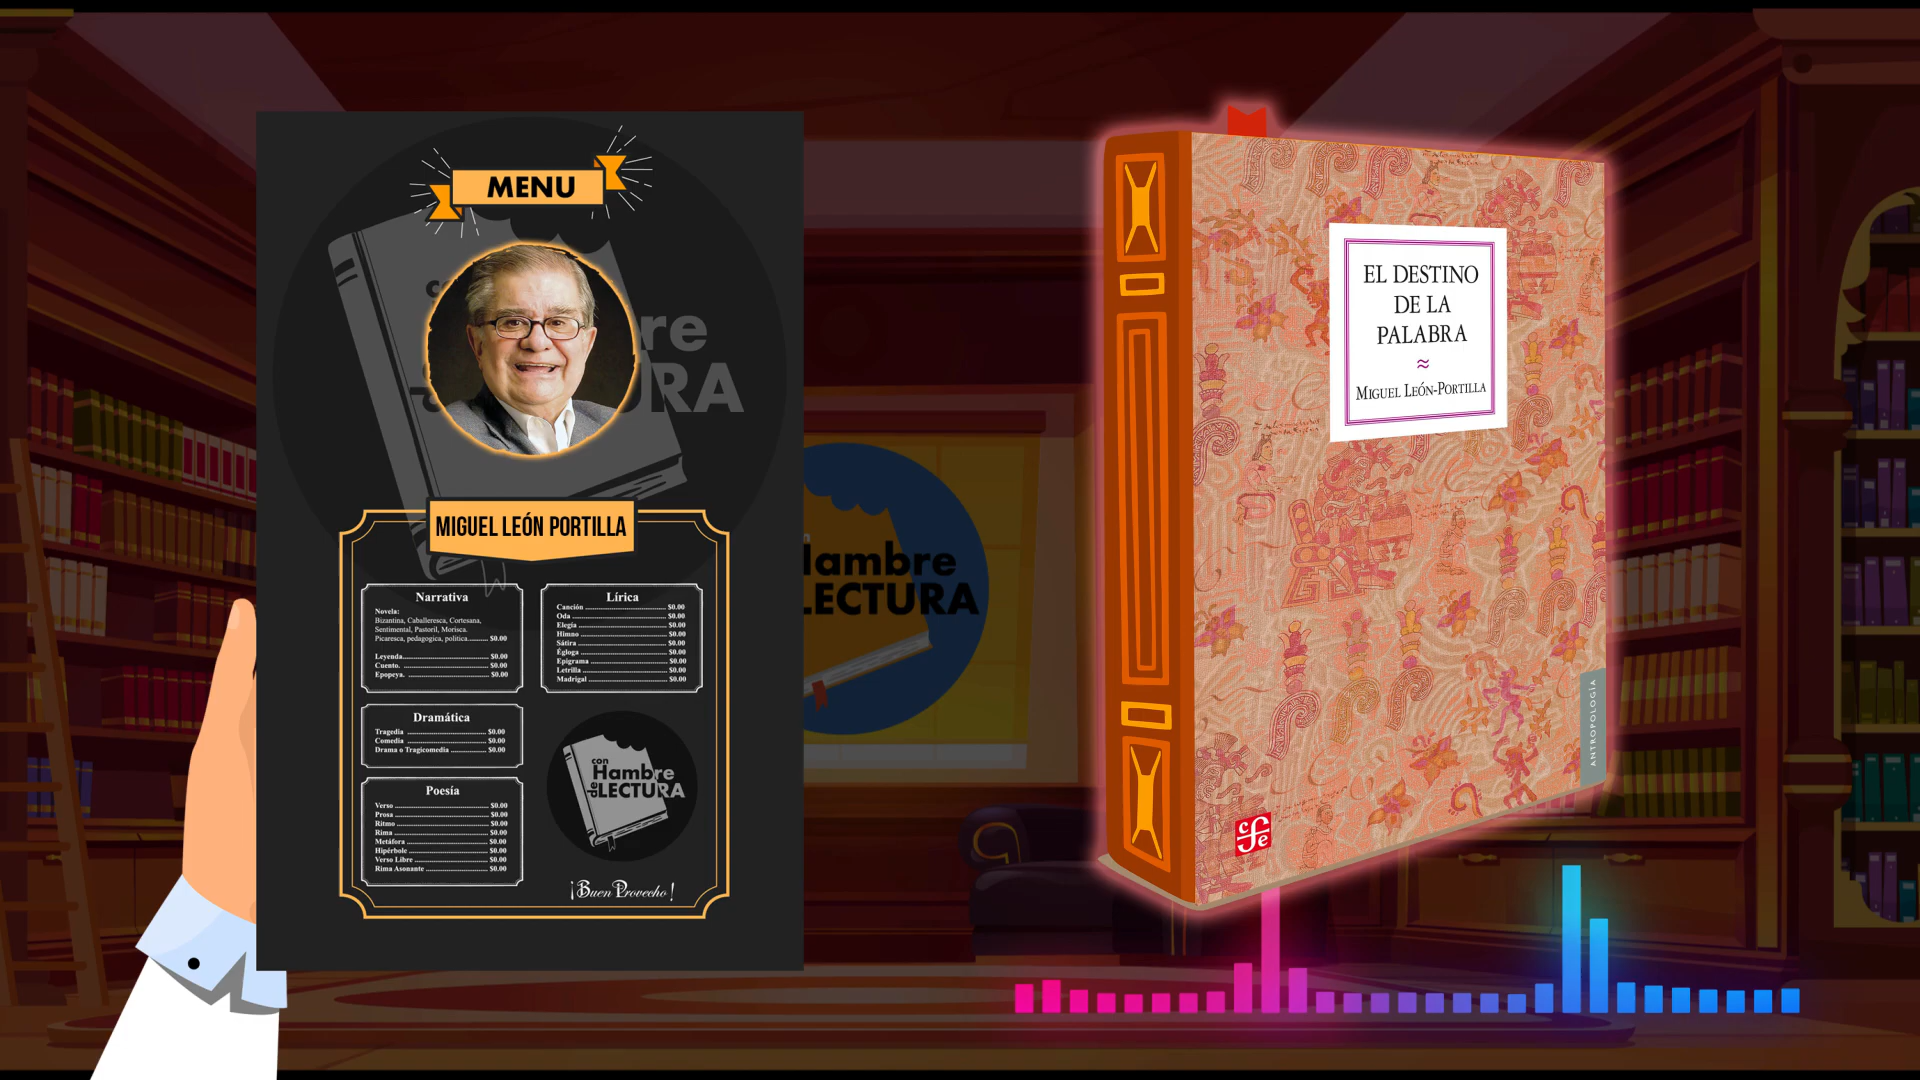 MENU
MIGUEL LEÓN PORTILLA
Narrativa
Novela:
Bizantina, Caballeresca, Cortesana,
Sentimental, Pastoril, Morisca.
Picaresca, pedagogica, política.......... $0.00
Leyenda.......... $0.00
Cuento. .......... $0.00
Epopeya. .......... $0.00
Lírica
Canción .......... $0.00
Oda .......... $0.00
Elegía .......... $0.00
Himno .......... $0.00
Sátira .......... $0.00
Égloga .......... $0.00
Epigrama .......... $0.00
Letrilla .......... $0.00
Madrigal .......... $0.00
Dramática
Tragedia .......... $0.00
Comedia .......... $0.00
Drama o Tragicomedia .......... $0.00
Poesía
Verso .......... $0.00
Prosa .......... $0.00
Ritmo .......... $0.00
Rima .......... $0.00
Metáfora .......... $0.00
Hipérbole .......... $0.00
Verso Libre .......... $0.00
Rima Asonante .......... $0.00
con
Hambre
de LECTURA
¡Buen Provecho!
Hambre
LECTURA
EL DESTINO
DE LA
PALABRA
≈
MIGUEL LEÓN-PORTILLA
ANTROPOLOGÍA
cfe